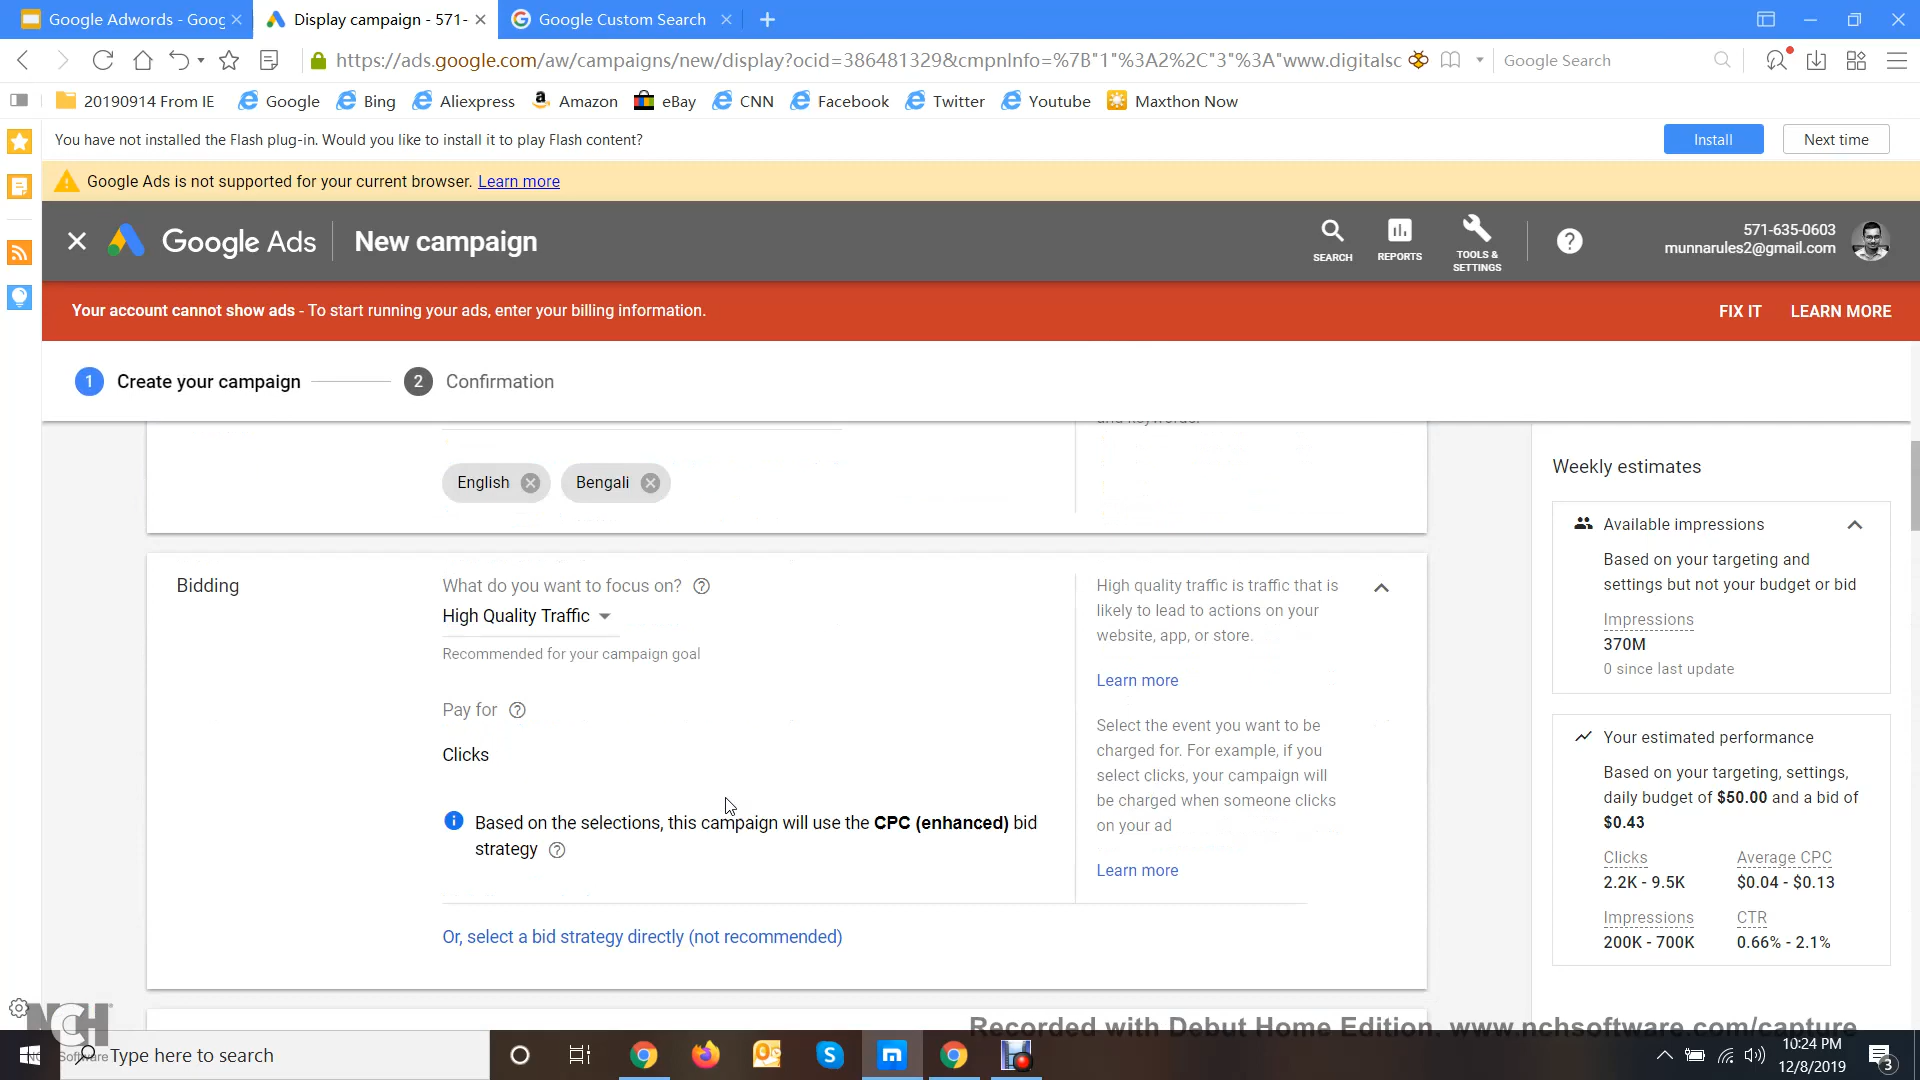 Google Adwords - Goog
Display campaign - 571-
Google Custom Search
https://ads.google.com/aw/campaigns/new/display?ocid=386481329&cmpnInfo=%7B"1"%3A2%2C"3"%3A"www.digitalsc
Google Search
20190914 From IE
Google
Bing
Aliexpress
Amazon
eBay
CNN
Facebook
Twitter
Youtube
Maxthon Now
You have not installed the Flash plug-in. Would you like to install it to play Flash content?
Install
Next time
Google Ads is not supported for your current browser. Learn more
Google Ads
New campaign
SEARCH
REPORTS
TOOLS &
SETTINGS
571-635-0603
munnarules2@gmail.com
Your account cannot show ads - To start running your ads, enter your billing information.
FIX IT
LEARN MORE
1 Create your campaign
2 Confirmation
and keywords.
English
Bengali
Bidding
What do you want to focus on?
High Quality Traffic
Recommended for your campaign goal
Pay for
Clicks
Based on the selections, this campaign will use the CPC (enhanced) bid
strategy
Or, select a bid strategy directly (not recommended)
High quality traffic is traffic that is
likely to lead to actions on your
website, app, or store.
Learn more
Select the event you want to be
charged for. For example, if you
select clicks, your campaign will
be charged when someone clicks
on your ad
Learn more
Weekly estimates
Available impressions
Based on your targeting and
settings but not your budget or bid
Impressions
370M
0 since last update
Your estimated performance
Based on your targeting, settings,
daily budget of $50.00 and a bid of
$0.43
Clicks
Average CPC
2.2K - 9.5K
$0.04 - $0.13
Impressions
CTR
200K - 700K
0.66% - 2.1%
NCH
Software
Recorded with Debut Home Edition. www.nchsoftware.com/capture
Type here to search
10:24 PM
12/8/2019
3